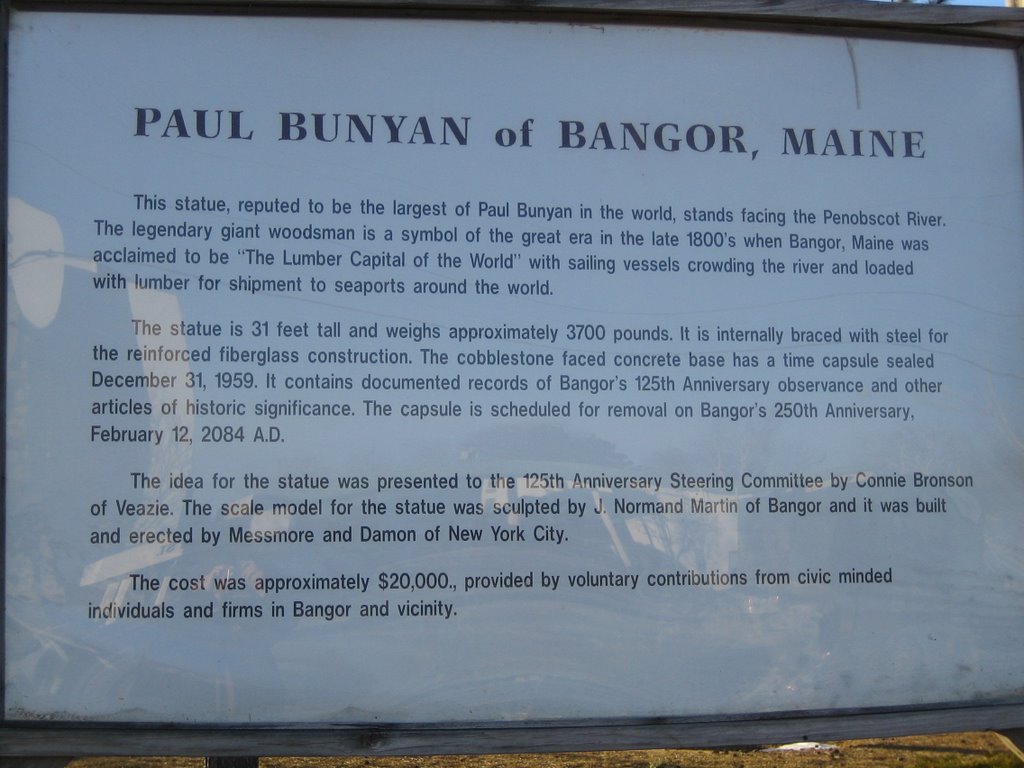 PAUL BUNYAN of BANGOR, MAINE
This statue, reputed to be the largest of Paul Bunyan in the world, stands facing the Penobscot River.
The legendary giant woodsman is a symbol of the great era in the late 1800's when Bangor, Maine was
acclaimed to be "The Lumber Capital of the World" with sailing vessels crowding the river and loaded
with lumber for shipment to seaports around the world.
The statue is 31 feet tall and weighs approximately 3700 pounds. It is internally braced with steel for
the reinforced fiberglass construction. The cobblestone faced concrete base has a time capsule sealed
December 31, 1959. It contains documented records of Bangor's 125th Anniversary observance and other
articles of historic significance. The capsule is scheduled for removal on Bangor's 250th Anniversary,
February 12, 2084 A.D.
The idea for the statue was presented to the 125th Anniversary Steering Committee by Connie Bronson
of Veazie. The scale model for the statue was sculpted by J. Normand Martin of Bangor and it was built
and erected by Messmore and Damon of New York City.
The cost was approximately $20,000., provided by voluntary contributions from civic minded
individuals and firms in Bangor and vicinity.